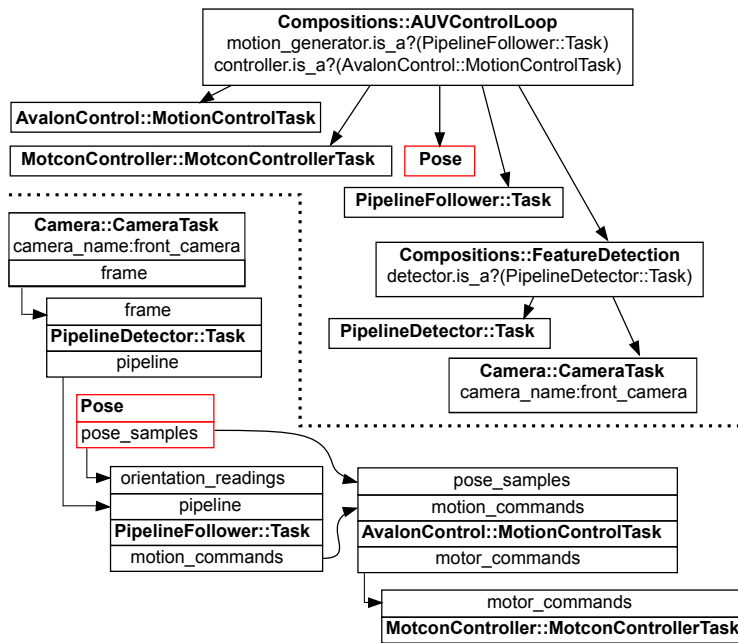 Compositions::AUVControlLoop
motion_generator.is_a?(PipelineFollower::Task)
controller.is_a?(AvalonControl::MotionControlTask)
AvalonControl::MotionControlTask
MotconController::MotconControllerTask
Pose
PipelineFollower::Task
Compositions::FeatureDetection
detector.is_a?(PipelineDetector::Task)
PipelineDetector::Task
Camera::CameraTask
camera_name:front_camera
Camera::CameraTask
camera_name:front_camera
frame
frame
PipelineDetector::Task
pipeline
Pose
pose_samples
orientation_readings
pipeline
PipelineFollower::Task
motion_commands
pose_samples
motion_commands
AvalonControl::MotionControlTask
motor_commands
motor_commands
MotconController::MotconControllerTask